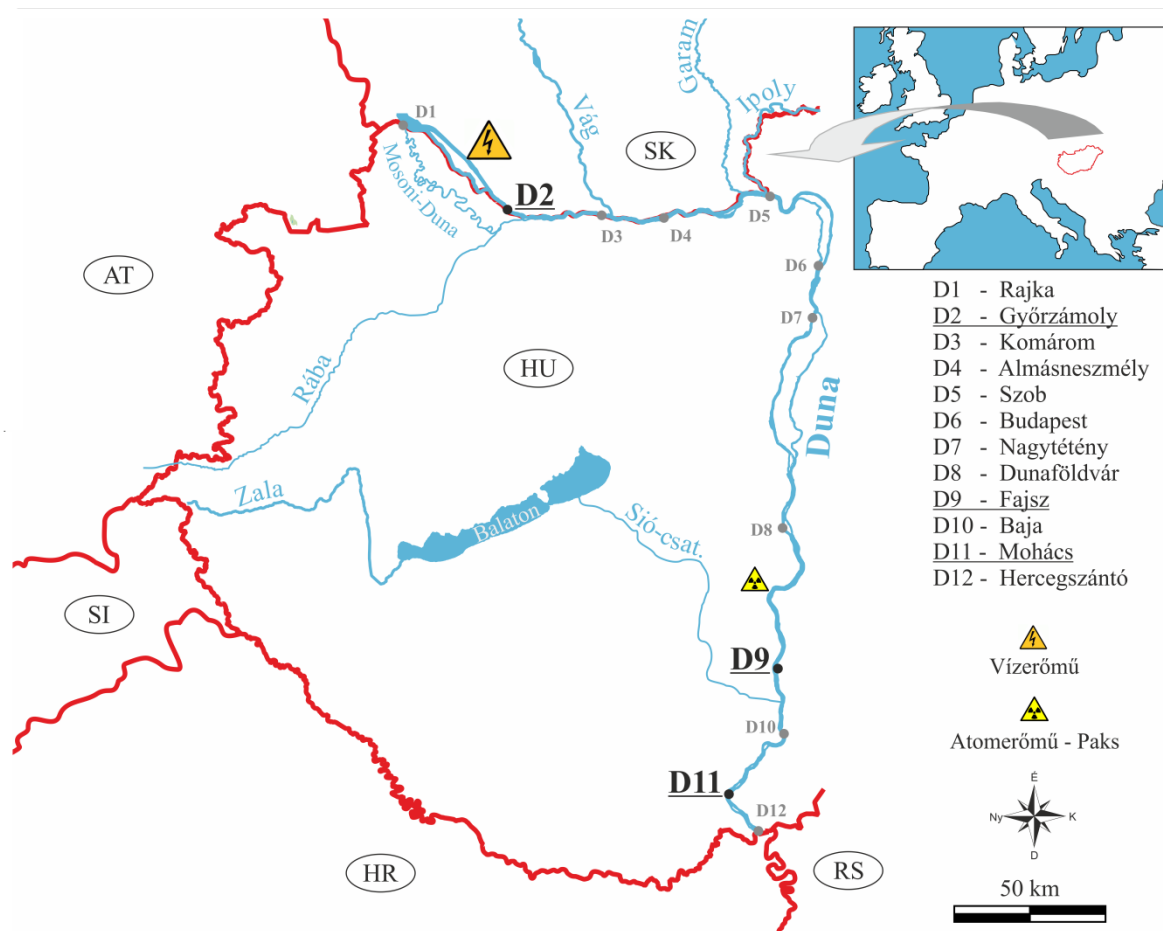 D1
Mosoni-Duna
D2
Vág
D3
SK
D4
Garam
Ipoly
D5
D6
D7
AT
HU
Rába
Duna
Zala
Balaton
Sió-csat.
D8
SI
D9
D10
D11
D12
HR
RS
D1 - Rajka
D2 - Győrzámoly
D3 - Komárom
D4 - Almásneszmély
D5 - Szob
D6 - Budapest
D7 - Nagytétény
D8 - Dunaföldvár
D9 - Fajsz
D10 - Baja
D11 - Mohács
D12 - Hercegszántó
Vízerőmű
Atomerőmű - Paks
É
Ny
K
D
50 km